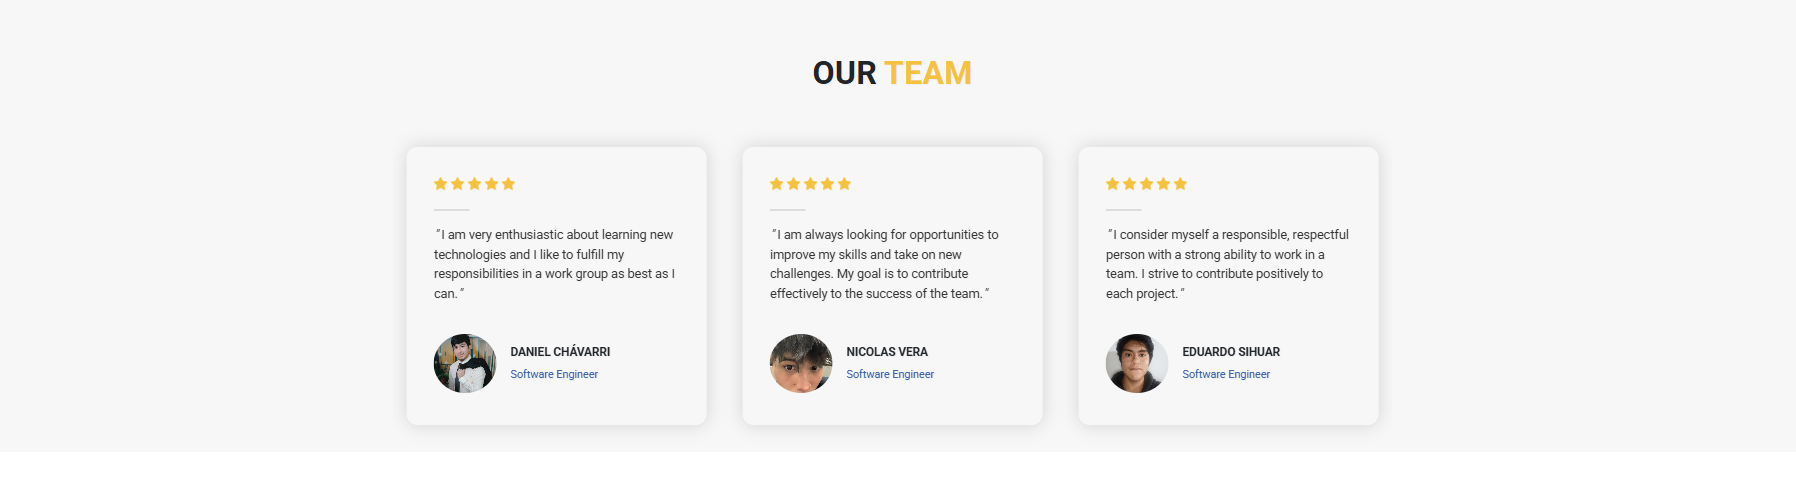 OUR TEAM
"I am very enthusiastic about learning new
technologies and I like to fulfill my
responsibilities in a work group as best as I
can. "
DANIEL CHÁVARRI
Software Engineer
"I am always looking for opportunities to
improve my skills and take on new
challenges. My goal is to contribute
effectively to the success of the team. "
NICOLAS VERA
Software Engineer
"I consider myself a responsible, respectful
person with a strong ability to work in a
team. I strive to contribute positively to
each project. "
EDUARDO SIHUAR
Software Engineer